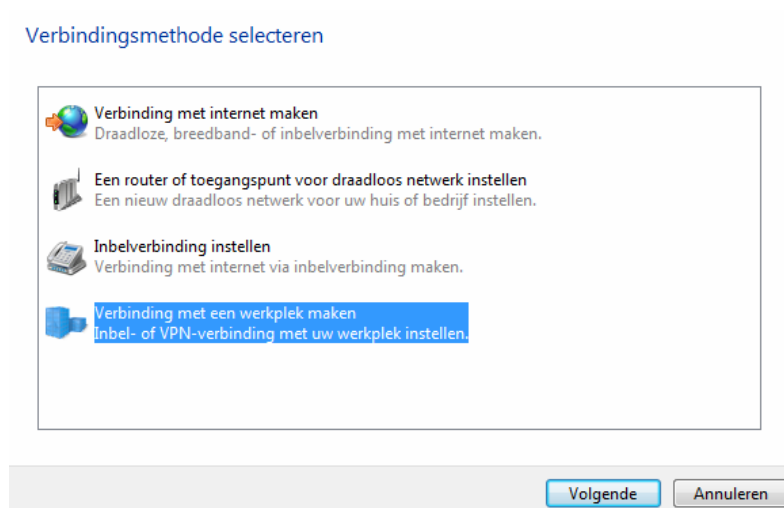 Verbindingsmethode selecteren
Verbinding met internet maken
Draadloze, breedband- of inbelverbinding met internet maken.
Een router of toegangspunt voor draadloos netwerk instellen
Een nieuw draadloos netwerk voor uw huis of bedrijf instellen.
Inbelverbinding instellen
Verbinding met internet via inbelverbinding maken.
Verbinding met een werkplek maken
Inbel- of VPN-verbinding met uw werkplek instellen.
Volgende
Annuleren